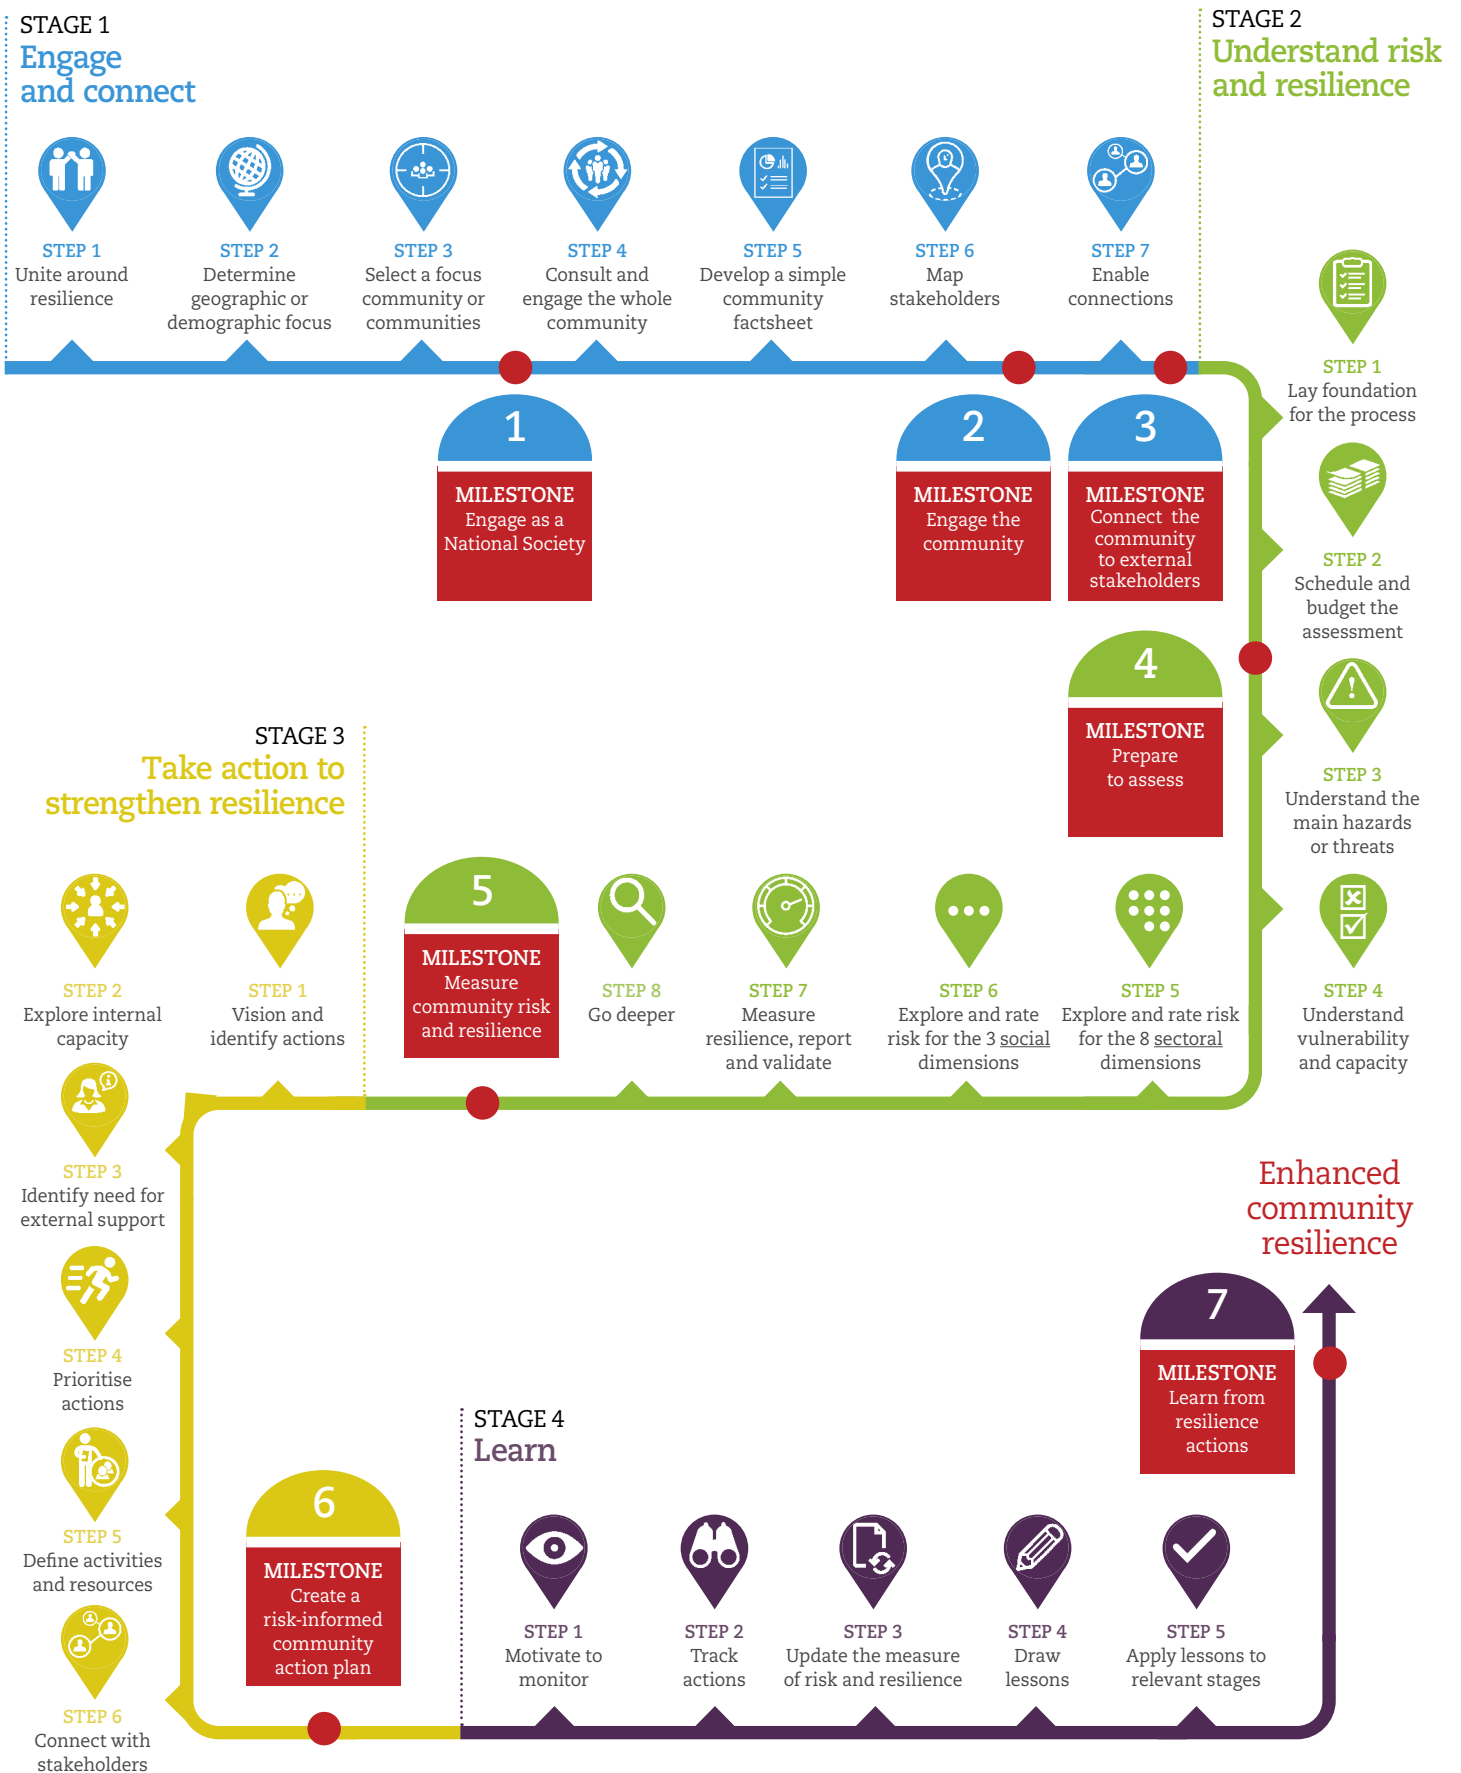 STAGE 1
Engage
and connect
STEP 1
Unite around
resilience
STEP 2
Determine
geographic or
demographic focus
STEP 3
Select a focus
community or
communities
STEP 4
Consult and
engage the whole
community
STEP 5
Develop a simple
community
factsheet
STEP 6
Map
stakeholders
STEP 7
Enable
connections
1
MILESTONE
Engage as a
National Society
2
MILESTONE
Engage the
community
3
MILESTONE
Connect the
community
to external
stakeholders
STAGE 2
Understand risk
and resilience
STEP 1
Lay foundation
for the process
STEP 2
Schedule and
budget the
assessment
4
MILESTONE
Prepare
to assess
STEP 3
Understand the
main hazards
or threats
STEP 4
Understand
vulnerability
and capacity
STEP 5
Explore and rate risk
for the 8 sectoral
dimensions
STEP 6
Explore and rate
risk for the 3 social
dimensions
STEP 7
Measure
resilience, report
and validate
STEP 8
Go deeper
5
MILESTONE
Measure
community risk
and resilience
STAGE 3
Take action to
strengthen resilience
STEP 1
Vision and
identify actions
STEP 2
Explore internal
capacity
STEP 3
Identify need for
external support
STEP 4
Prioritise
actions
STEP 5
Define activities
and resources
STEP 6
Connect with
stakeholders
6
MILESTONE
Create a
risk-informed
community
action plan
STAGE 4
Learn
STEP 1
Motivate to
monitor
STEP 2
Track
actions
STEP 3
Update the measure
of risk and resilience
STEP 4
Draw
lessons
STEP 5
Apply lessons to
relevant stages
7
MILESTONE
Learn from
resilience
actions
Enhanced
community
resilience